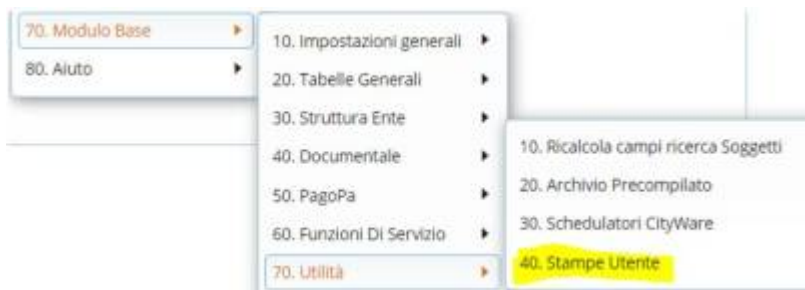 70. Modulo Base
80. Aiuto
10. Impostazioni generali
20. Tabelle Generali
30. Struttura Ente
40. Documentale
50. PagoPa
60. Funzioni Di Servizio
70. Utilità
10. Ricalcola campi ricerca Soggetti
20. Archivio Precompilato
30. Schedulatori CityWare
40. Stampe Utente